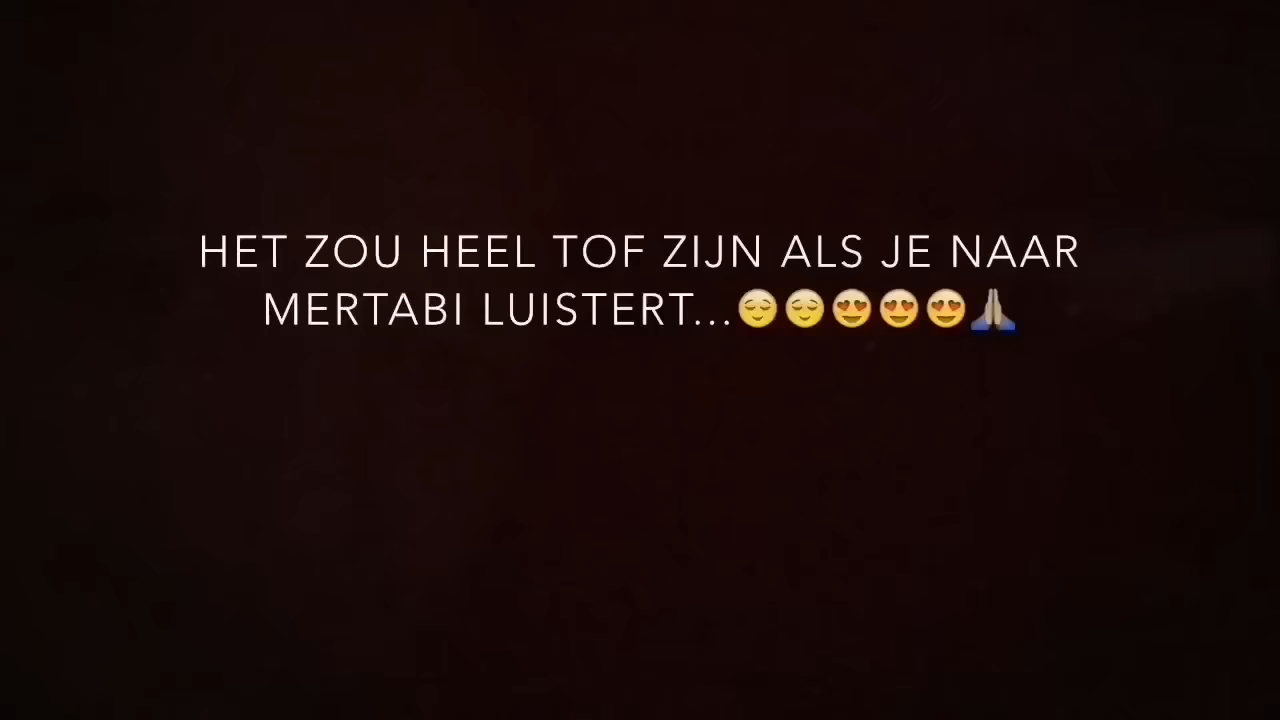 HET ZOU HEEL TOF ZIJN ALS JE NAAR
MERTABI LUISTERT...😌😌😍😍😍🙏